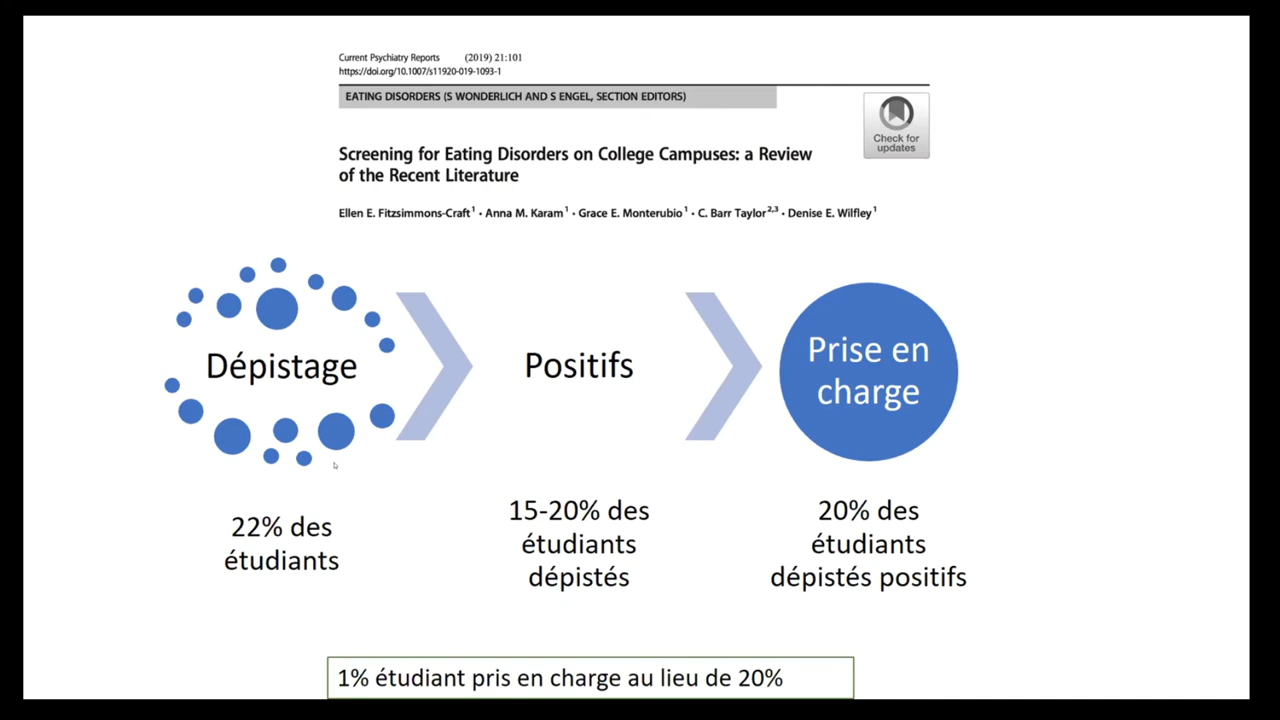 Current Psychiatry Reports (2019) 21:101
https://doi.org/10.1007/s11920-019-1093-1
EATING DISORDERS (S WONDERLICH AND S ENGEL, SECTION EDITORS)
Check for
updates
Screening for Eating Disorders on College Campuses: a Review
of the Recent Literature
Ellen E. Fitzsimmons-Craft¹ · Anna M. Karam¹ · Grace E. Monterubio¹ · C. Barr Taylor²,³ · Denise E. Wilfley¹
Dépistage
Positifs
Prise en
charge
22% des
étudiants
15-20% des
étudiants
dépistés
20% des
étudiants
dépistés positifs
1% étudiant pris en charge au lieu de 20%